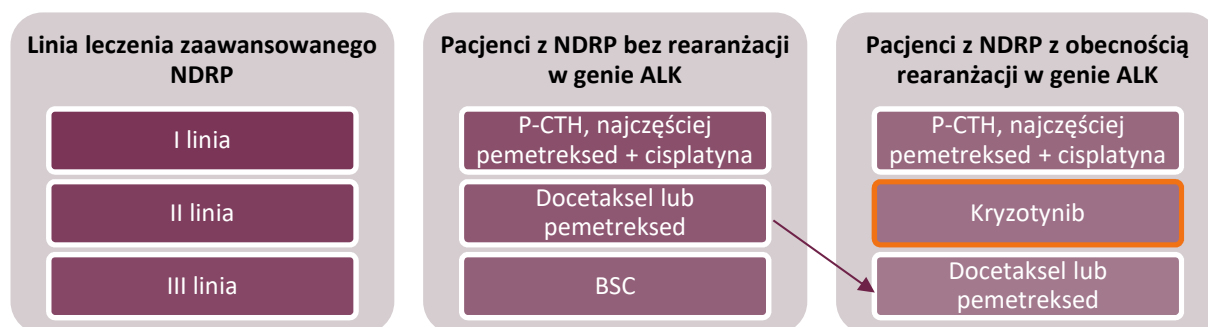 Linia leczenia zaawansowanego
NDRP
I linia
II linia
III linia
Pacjenci z NDRP bez rearanżacji
w genie ALK
P-CTH, najczęściej
pemetreksed + cisplatyna
Docetaksel lub
pemetreksed
BSC
Pacjenci z NDRP z obecnością
rearanżacji w genie ALK
P-CTH, najczęściej
pemetreksed + cisplatyna
Kryzotynib
Docetaksel lub
pemetreksed